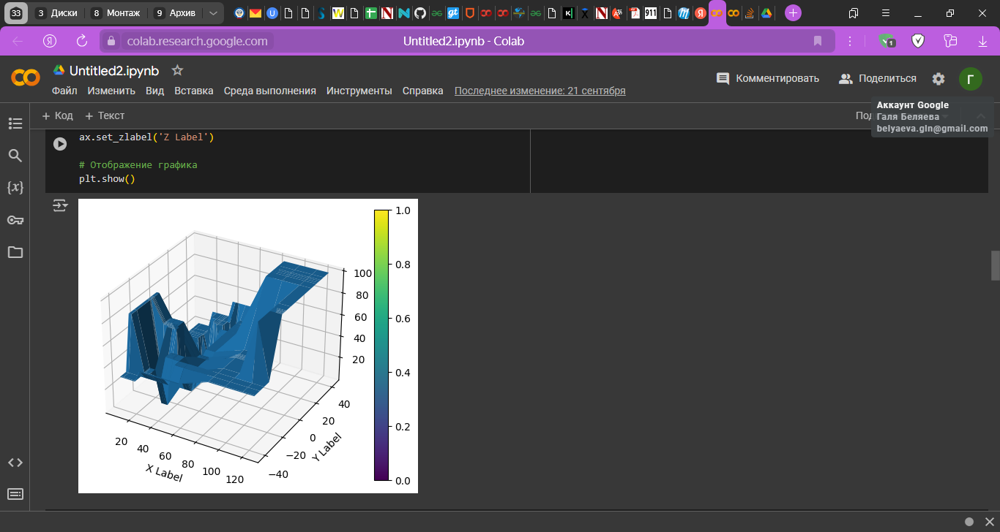 33 3 Диски 8 Монтаж 9 Архив
colab.research.google.com Untitled2.ipynb - Colab 1
Untitled2.ipynb
Файл Изменить Вид Вставка Среда выполнения Инструменты Справка Последнее изменение: 21 сентября
Комментировать Поделиться Г
+ Код + Текст
Аккаунт Google
Галя Беляева
belyaeva.gln@gmail.com
ax.set_zlabel('Z Label')
# Отображение графика
plt.show()
1.0
0.8
0.6
0.4
0.2
0.0
100
80
60
40
20
40
20
0
−20
−40
Y Label
20
40
60
80
100
120
X Label